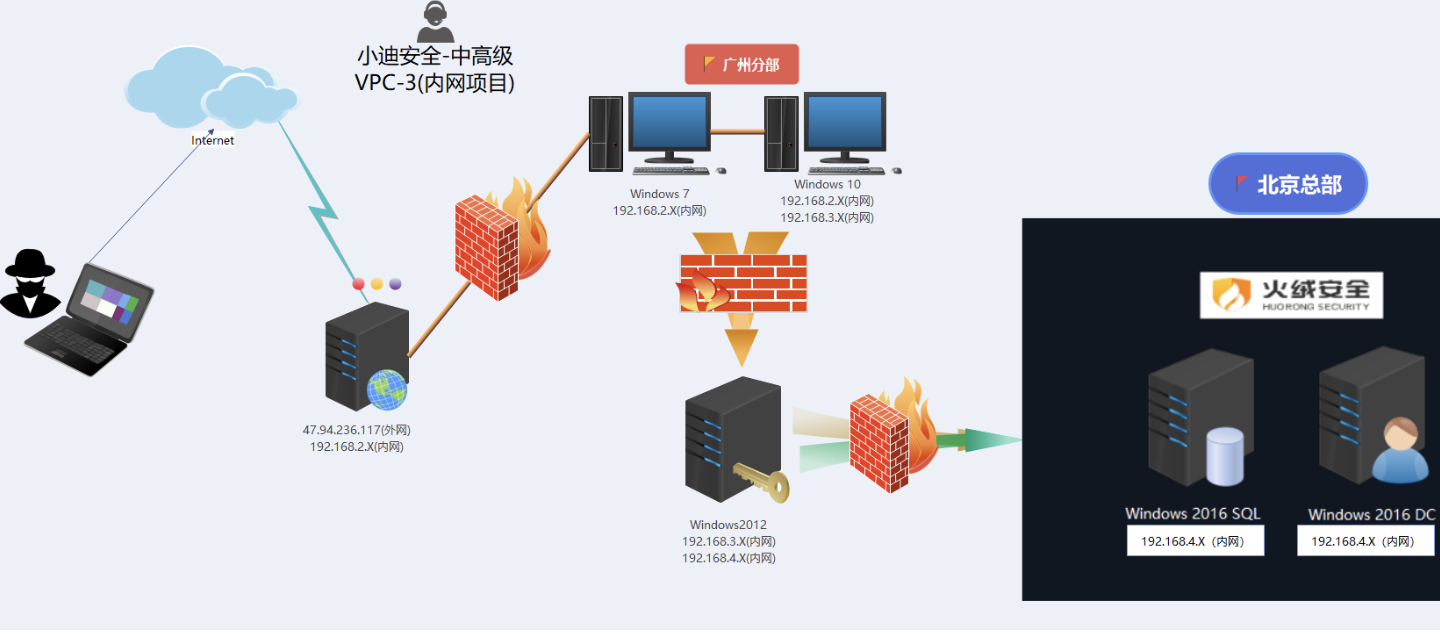 小迪安全-中高级
VPC-3(内网项目)
Internet
广州分部
Windows 7
192.168.2.X(内网)
Windows 10
192.168.2.X(内网)
192.168.3.X(内网)
47.94.236.117(外网)
192.168.2.X(内网)
Windows2012
192.168.3.X(内网)
192.168.4.X(内网)
北京总部
火绒安全
HUORONG SECURITY
Windows 2016 SQL
192.168.4.X（内网）
Windows 2016 DC
192.168.4.X（内网）